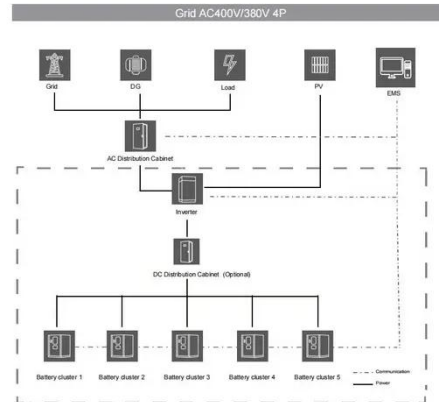 Grid AC400V/380V 4P
Grid
DG
Load
PV
EMS
AC Distribution Cabinet
Inverter
DC Distribution Cabinet (Optional)
Battery cluster 1
Battery cluster 2
Battery cluster 3
Battery cluster 4
Battery cluster 5
Communication
Power